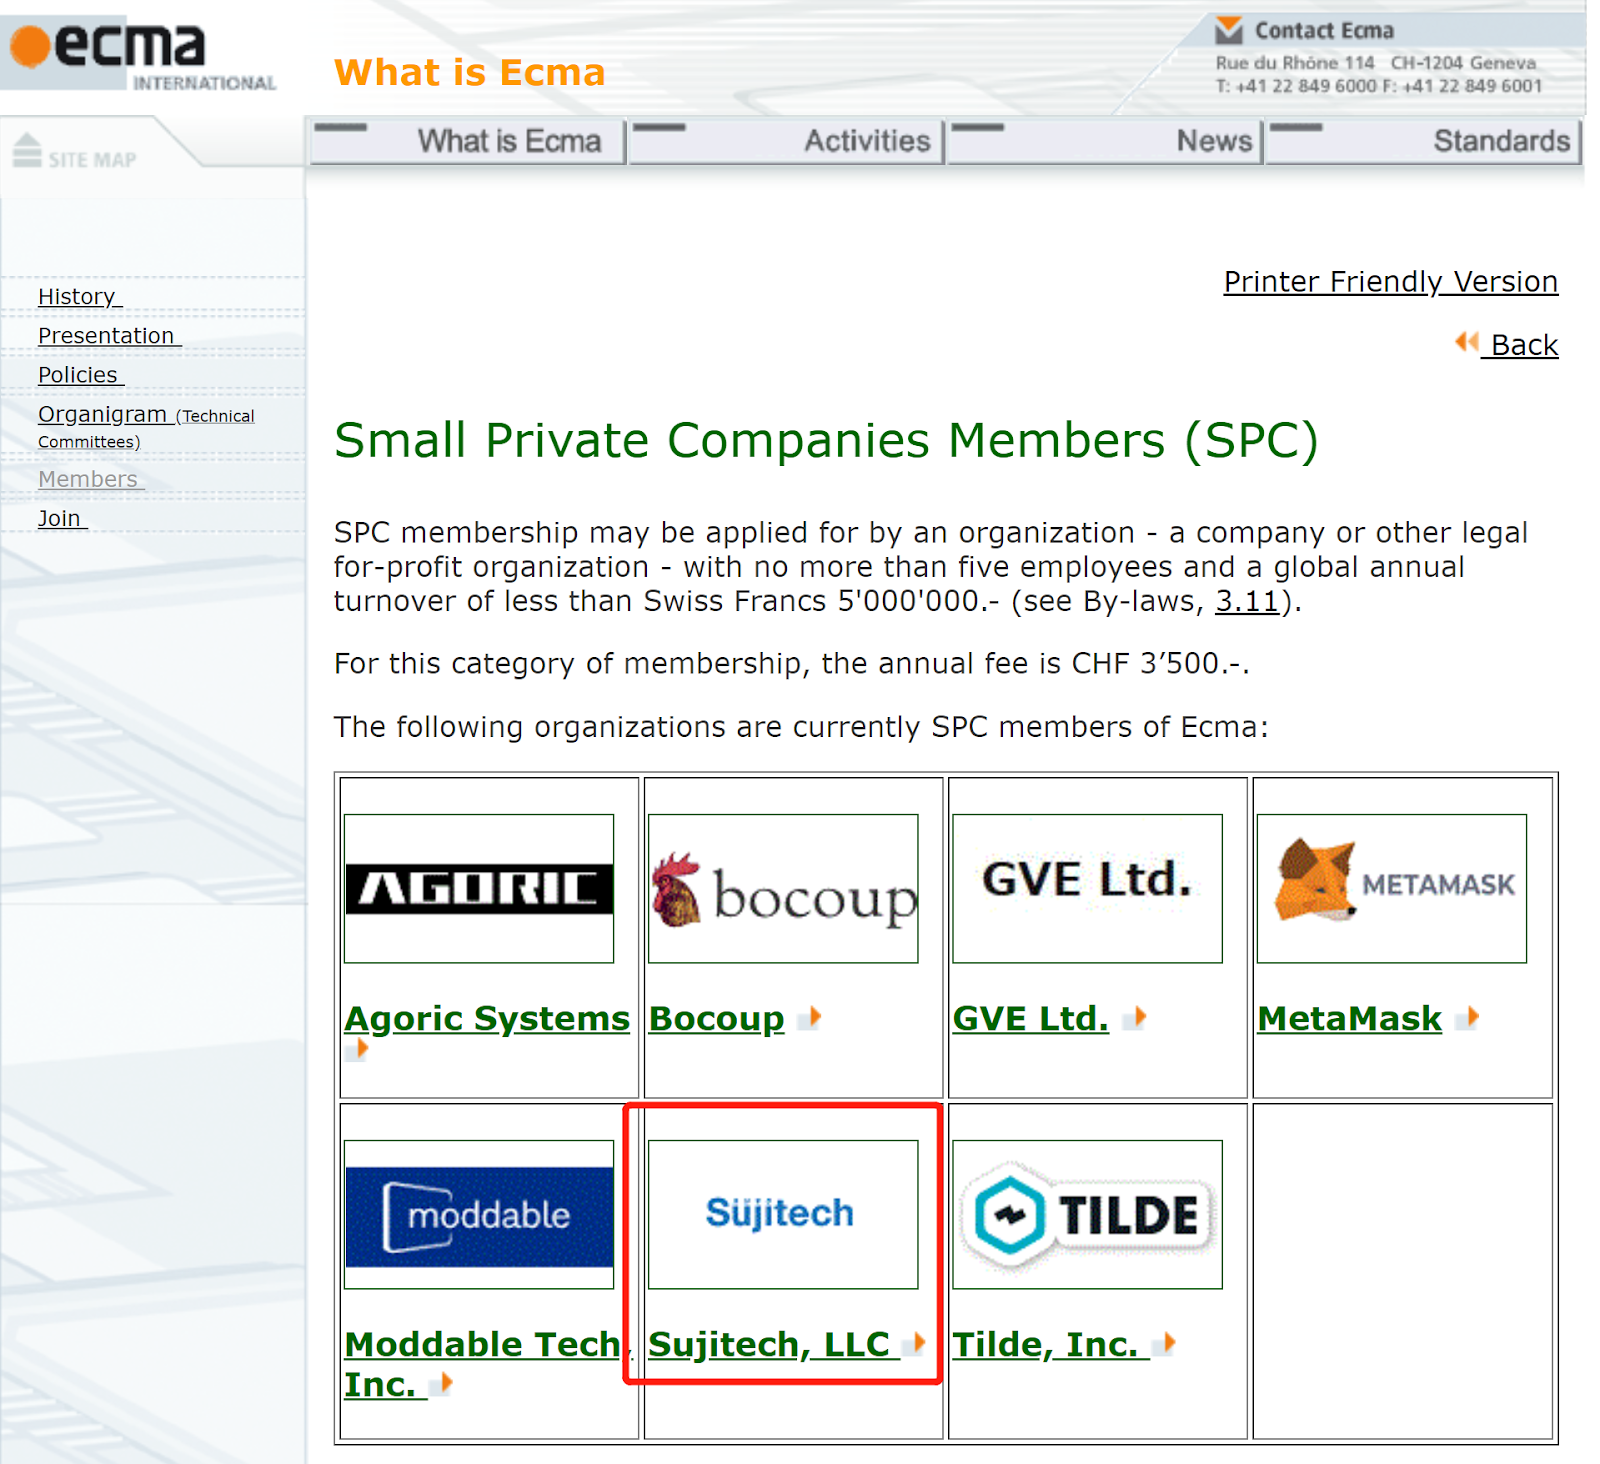 ecma
INTERNATIONAL
What is Ecma
Contact Ecma
Rue du Rhône 114 CH-1204 Geneva
T: +41 22 849 6000 F: +41 22 849 6001
SITE MAP
What is Ecma
Activities
News
Standards
History
Presentation
Policies
Organigram (Technical
Committees)
Members
Join
Printer Friendly Version
Back
Small Private Companies Members (SPC)
SPC membership may be applied for by an organization - a company or other legal
for-profit organization - with no more than five employees and a global annual
turnover of less than Swiss Francs 5'000'000.- (see By-laws, 3.11).
For this category of membership, the annual fee is CHF 3’500.-.
The following organizations are currently SPC members of Ecma:
AGORIC
bocoup
GVE Ltd.
METAMASK
Agoric Systems
Bocoup
GVE Ltd.
MetaMask
moddable
Süjitech
TILDE
Moddable Tech,
Inc.
Sujitech, LLC
Tilde, Inc.